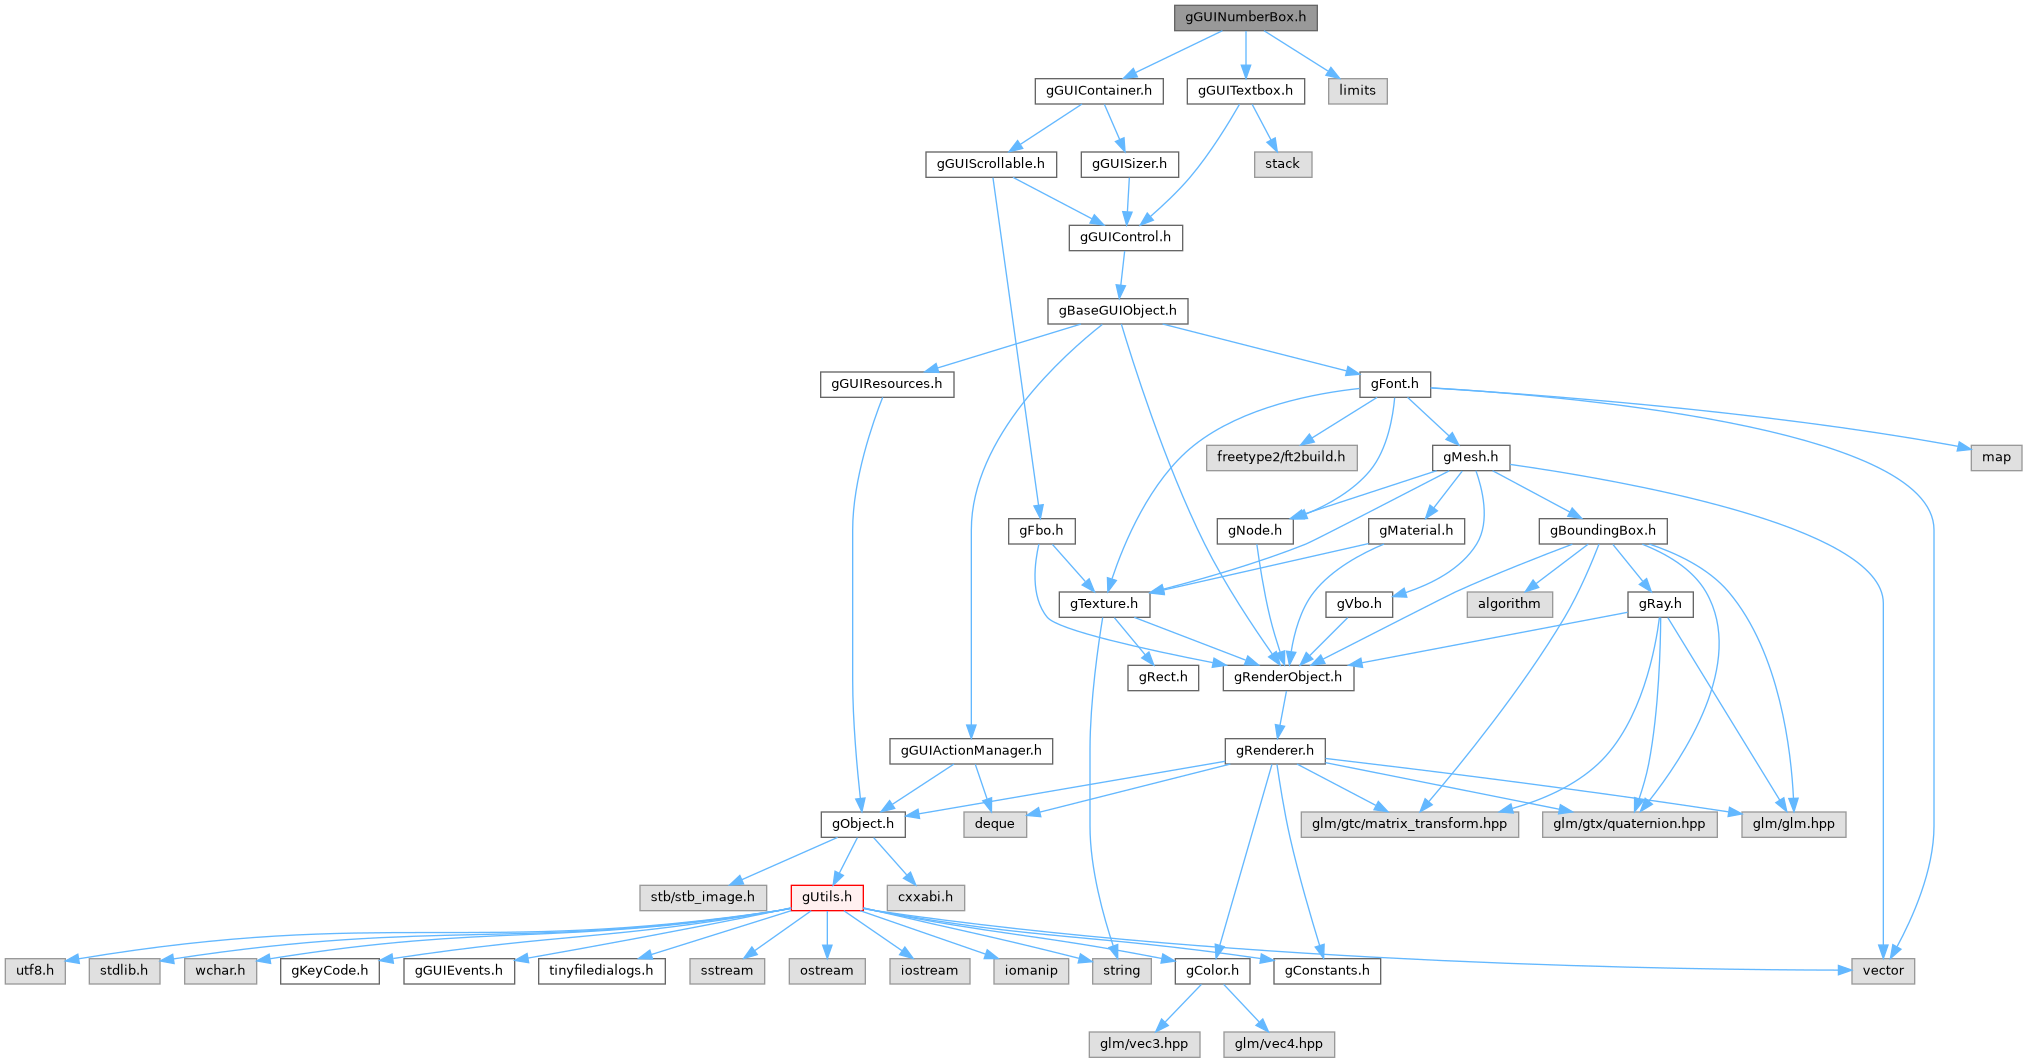 gGUINumberBox.h
gGUIContainer.h
gGUITextbox.h
limits
gGUIScrollable.h
gGUISizer.h
stack
gGUIControl.h
gBaseGUIObject.h
gGUIResources.h
gFont.h
freetype2/ft2build.h
gMesh.h
map
gFbo.h
gNode.h
gMaterial.h
gBoundingBox.h
gTexture.h
gVbo.h
algorithm
gRay.h
gRect.h
gRenderObject.h
gGUIActionManager.h
gRenderer.h
gObject.h
deque
glm/gtc/matrix_transform.hpp
glm/gtx/quaternion.hpp
glm/glm.hpp
stb/stb_image.h
gUtils.h
cxxabi.h
utf8.h
stdlib.h
wchar.h
gKeyCode.h
gGUIEvents.h
tinyfiledialogs.h
sstream
ostream
iostream
iomanip
string
gColor.h
gConstants.h
vector
glm/vec3.hpp
glm/vec4.hpp